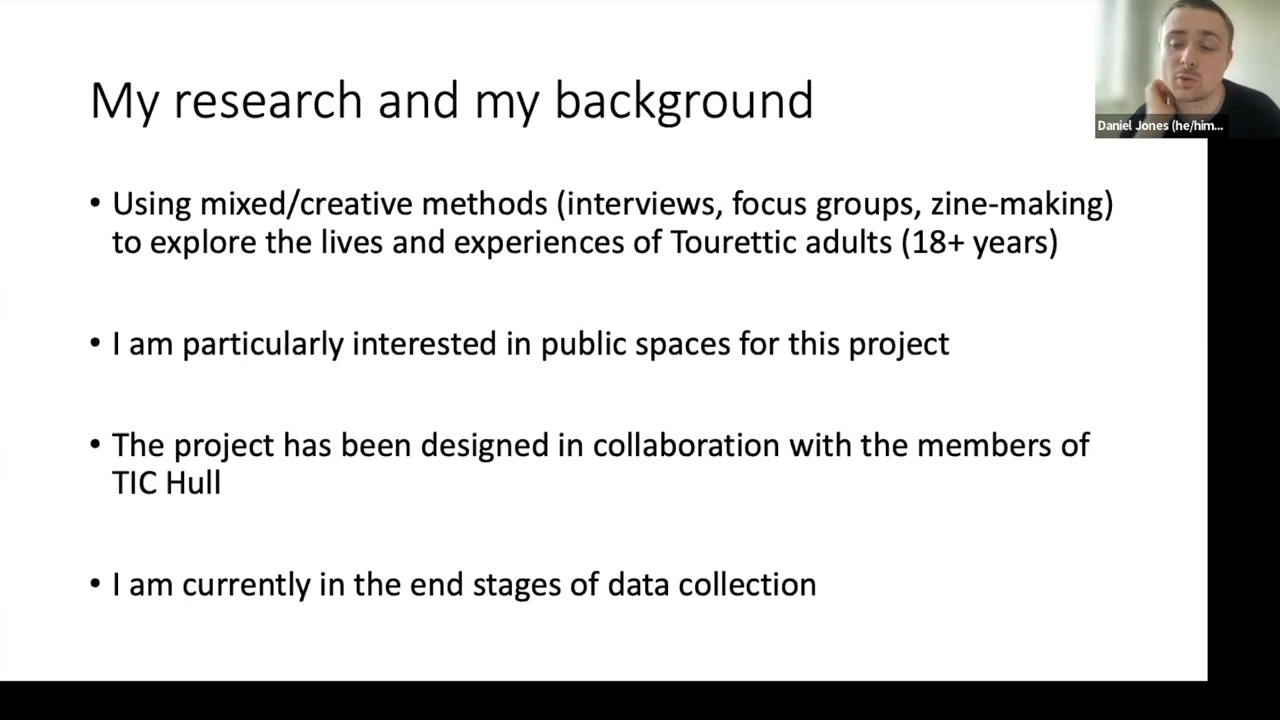 My research and my background
Daniel Jones (he/him...
• Using mixed/creative methods (interviews, focus groups, zine-making)
to explore the lives and experiences of Tourettic adults (18+ years)
• I am particularly interested in public spaces for this project
• The project has been designed in collaboration with the members of
TIC Hull
• I am currently in the end stages of data collection